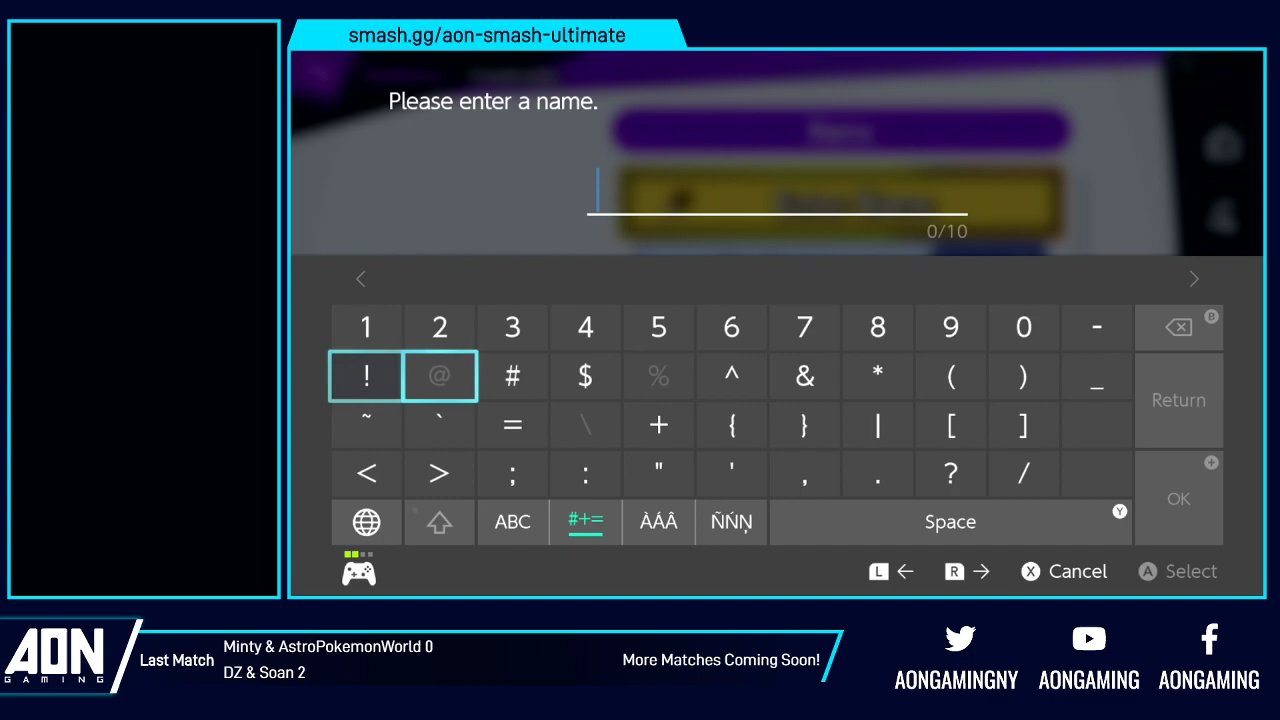 smash.gg/aon-smash-ultimate
Please enter a name.
0/10
1 2 3 4 5 6 7 8 9 0 -
! @ # $ % ^ & * ( ) _
~ ` = \ + { } | [ ]
Return
< > ; : " ' , . ? /
OK
ABC #+= ÀÁÂ ÑŃŅ Space
B
+
Y
L ← R → X Cancel A Select
AON
GAMING
Last Match
Minty & AstroPokemonWorld 0
DZ & Soan 2
More Matches Coming Soon!
AONGAMINGNY AONGAMING AONGAMING